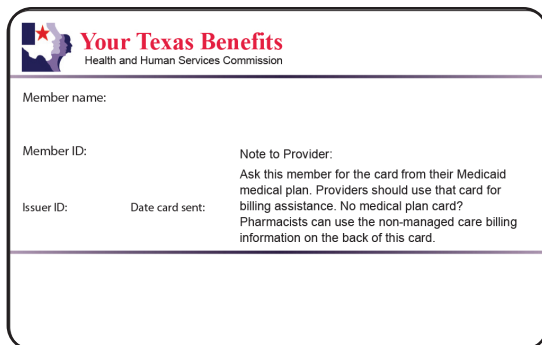 Your Texas Benefits
Health and Human Services Commission
Member name:
Member ID:
Note to Provider:
Ask this member for the card from their Medicaid
medical plan. Providers should use that card for
billing assistance. No medical plan card?
Pharmacists can use the non-managed care billing
information on the back of this card.
Issuer ID:
Date card sent: